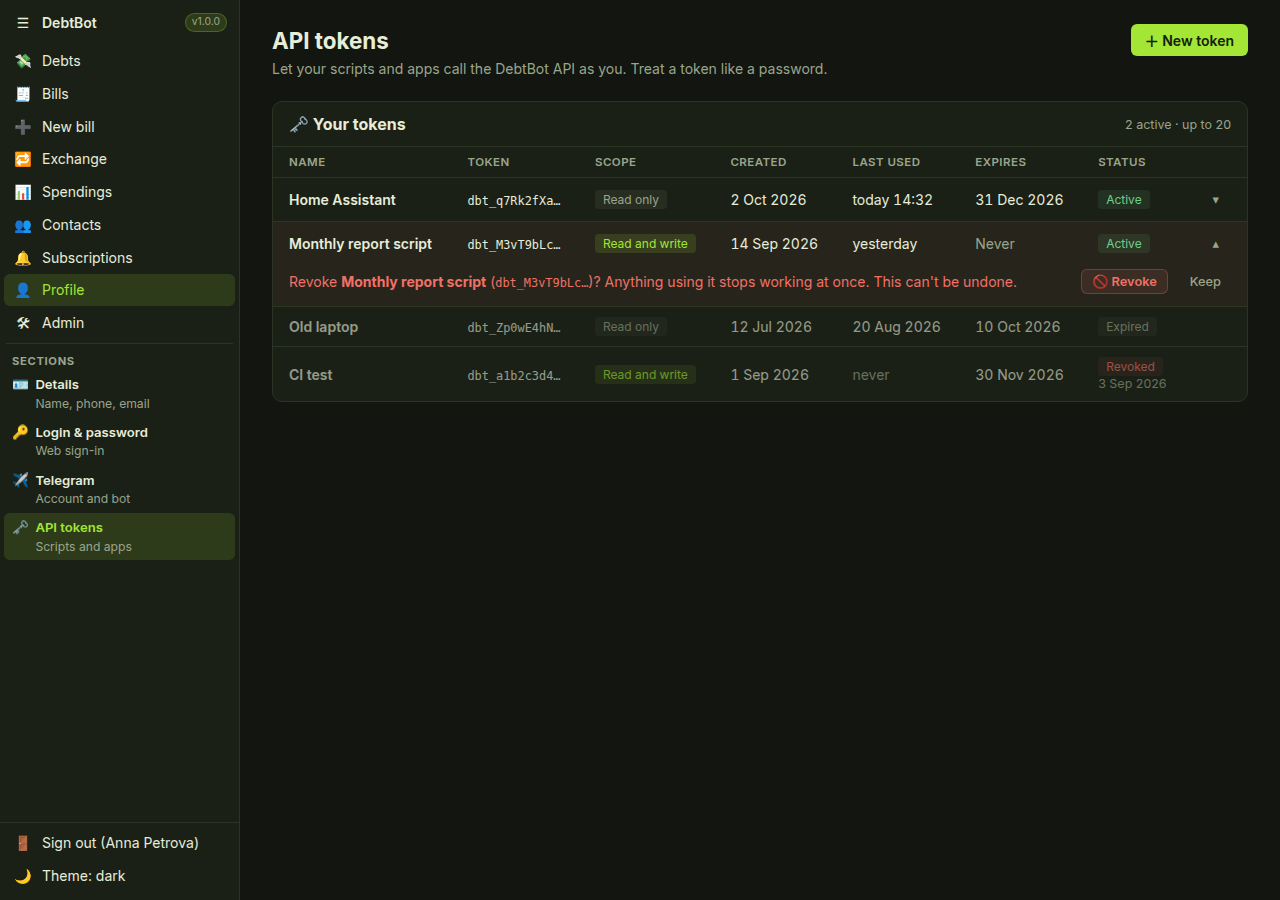 DebtBot v1.0.0
Debts
Bills
New bill
Exchange
Spendings
Contacts
Subscriptions
Profile
Admin
SECTIONS
Details
Name, phone, email
Login & password
Web sign-in
Telegram
Account and bot
API tokens
Scripts and apps
Sign out (Anna Petrova)
Theme: dark
API tokens
+ New token
Let your scripts and apps call the DebtBot API as you. Treat a token like a password.
Your tokens 2 active · up to 20
NAME TOKEN SCOPE CREATED LAST USED EXPIRES STATUS
Home Assistant dbt_q7Rk2fXa… Read only 2 Oct 2026 today 14:32 31 Dec 2026 Active
Monthly report script dbt_M3vT9bLc… Read and write 14 Sep 2026 yesterday Never Active
Revoke Monthly report script (dbt_M3vT9bLc…)? Anything using it stops working at once. This can't be undone. Revoke Keep
Old laptop dbt_Zp0wE4hN… Read only 12 Jul 2026 20 Aug 2026 10 Oct 2026 Expired
CI test dbt_a1b2c3d4… Read and write 1 Sep 2026 never 30 Nov 2026 Revoked
3 Sep 2026